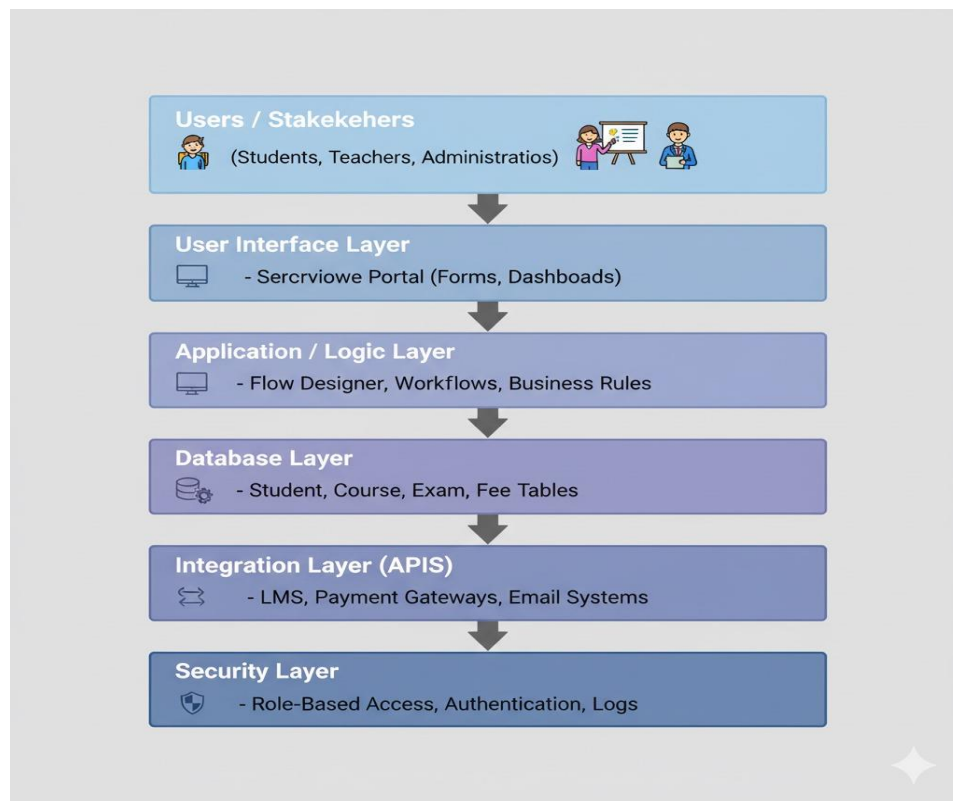 Users / Stakekehers
(Students, Teachers, Administratios)
User Interface Layer
- Sercrviowe Portal (Forms, Dashboads)
Application / Logic Layer
- Flow Designer, Workflows, Business Rules
Database Layer
- Student, Course, Exam, Fee Tables
Integration Layer (APIS)
- LMS, Payment Gateways, Email Systems
Security Layer
- Role-Based Access, Authentication, Logs